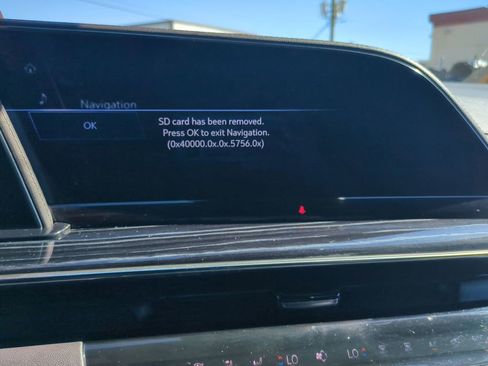 Navigation
SD card has been removed.
OK
Press OK to exit Navigation.
(0x40000.0x.0x.5756.0x)
LO
LO